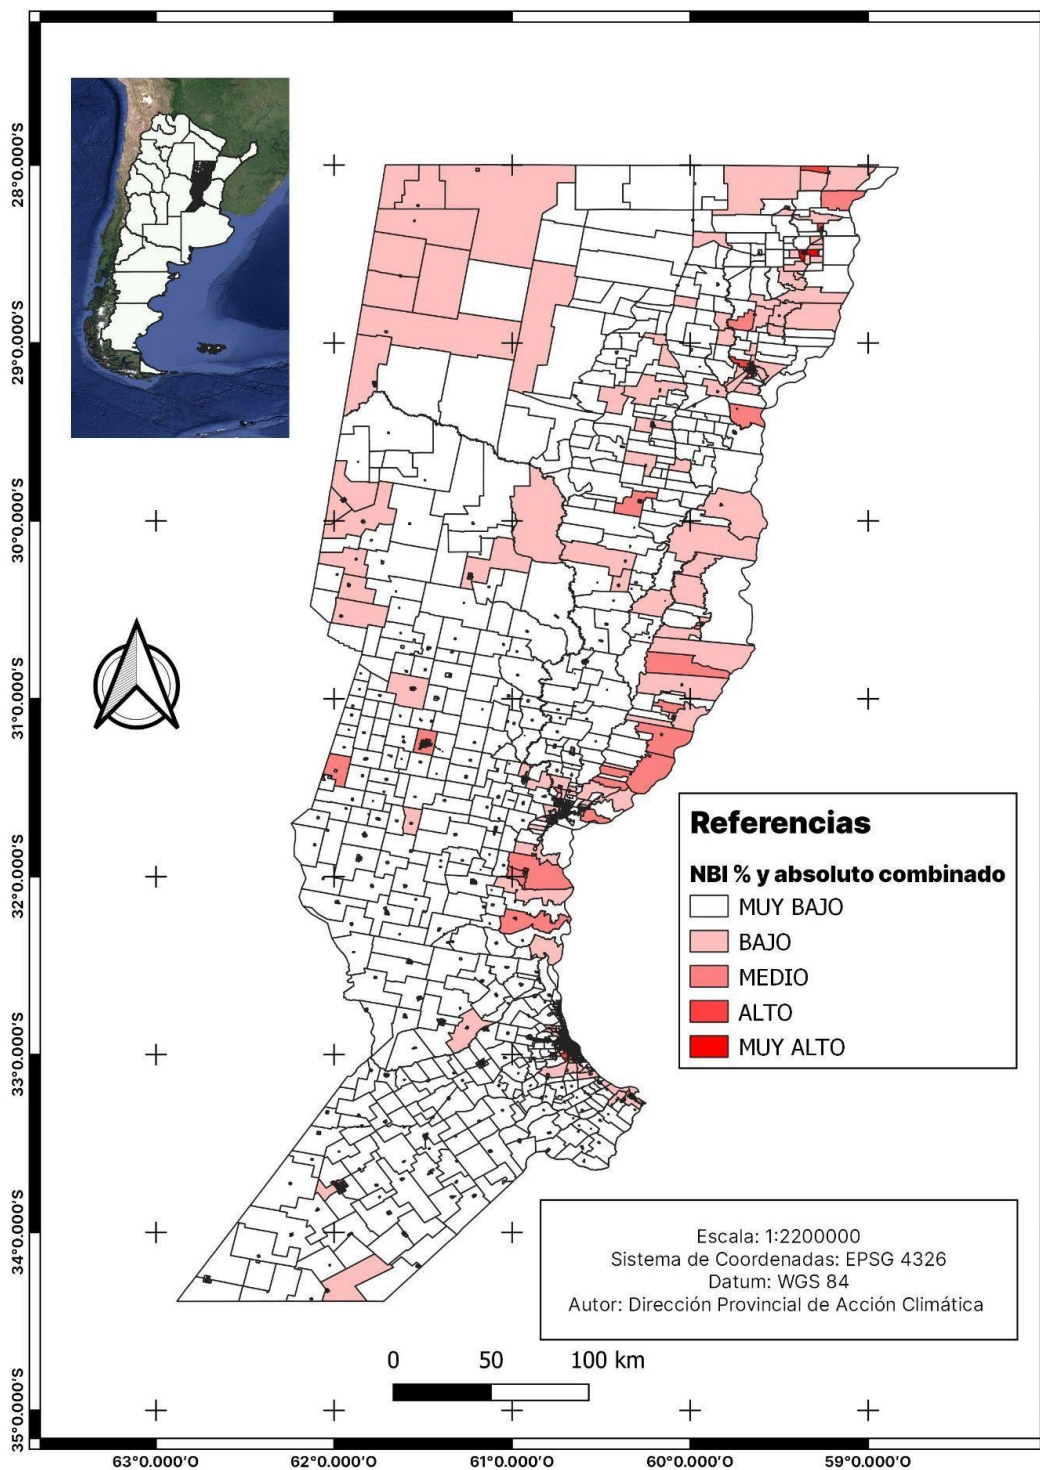 28°0.000'S
29°0.000'S
30°0.000'S
31°0.000'S
32°0.000'S
33°0.000'S
34°0.000'S
35°0.000'S
Referencias
NBI % y absoluto combinado
MUY BAJO
BAJO
MEDIO
ALTO
MUY ALTO
Escala: 1:2200000
Sistema de Coordenadas: EPSG 4326
Datum: WGS 84
Autor: Dirección Provincial de Acción Climática
0 50 100 km
63°0.000'O 62°0.000'O 61°0.000'O 60°0.000'O 59°0.000'O